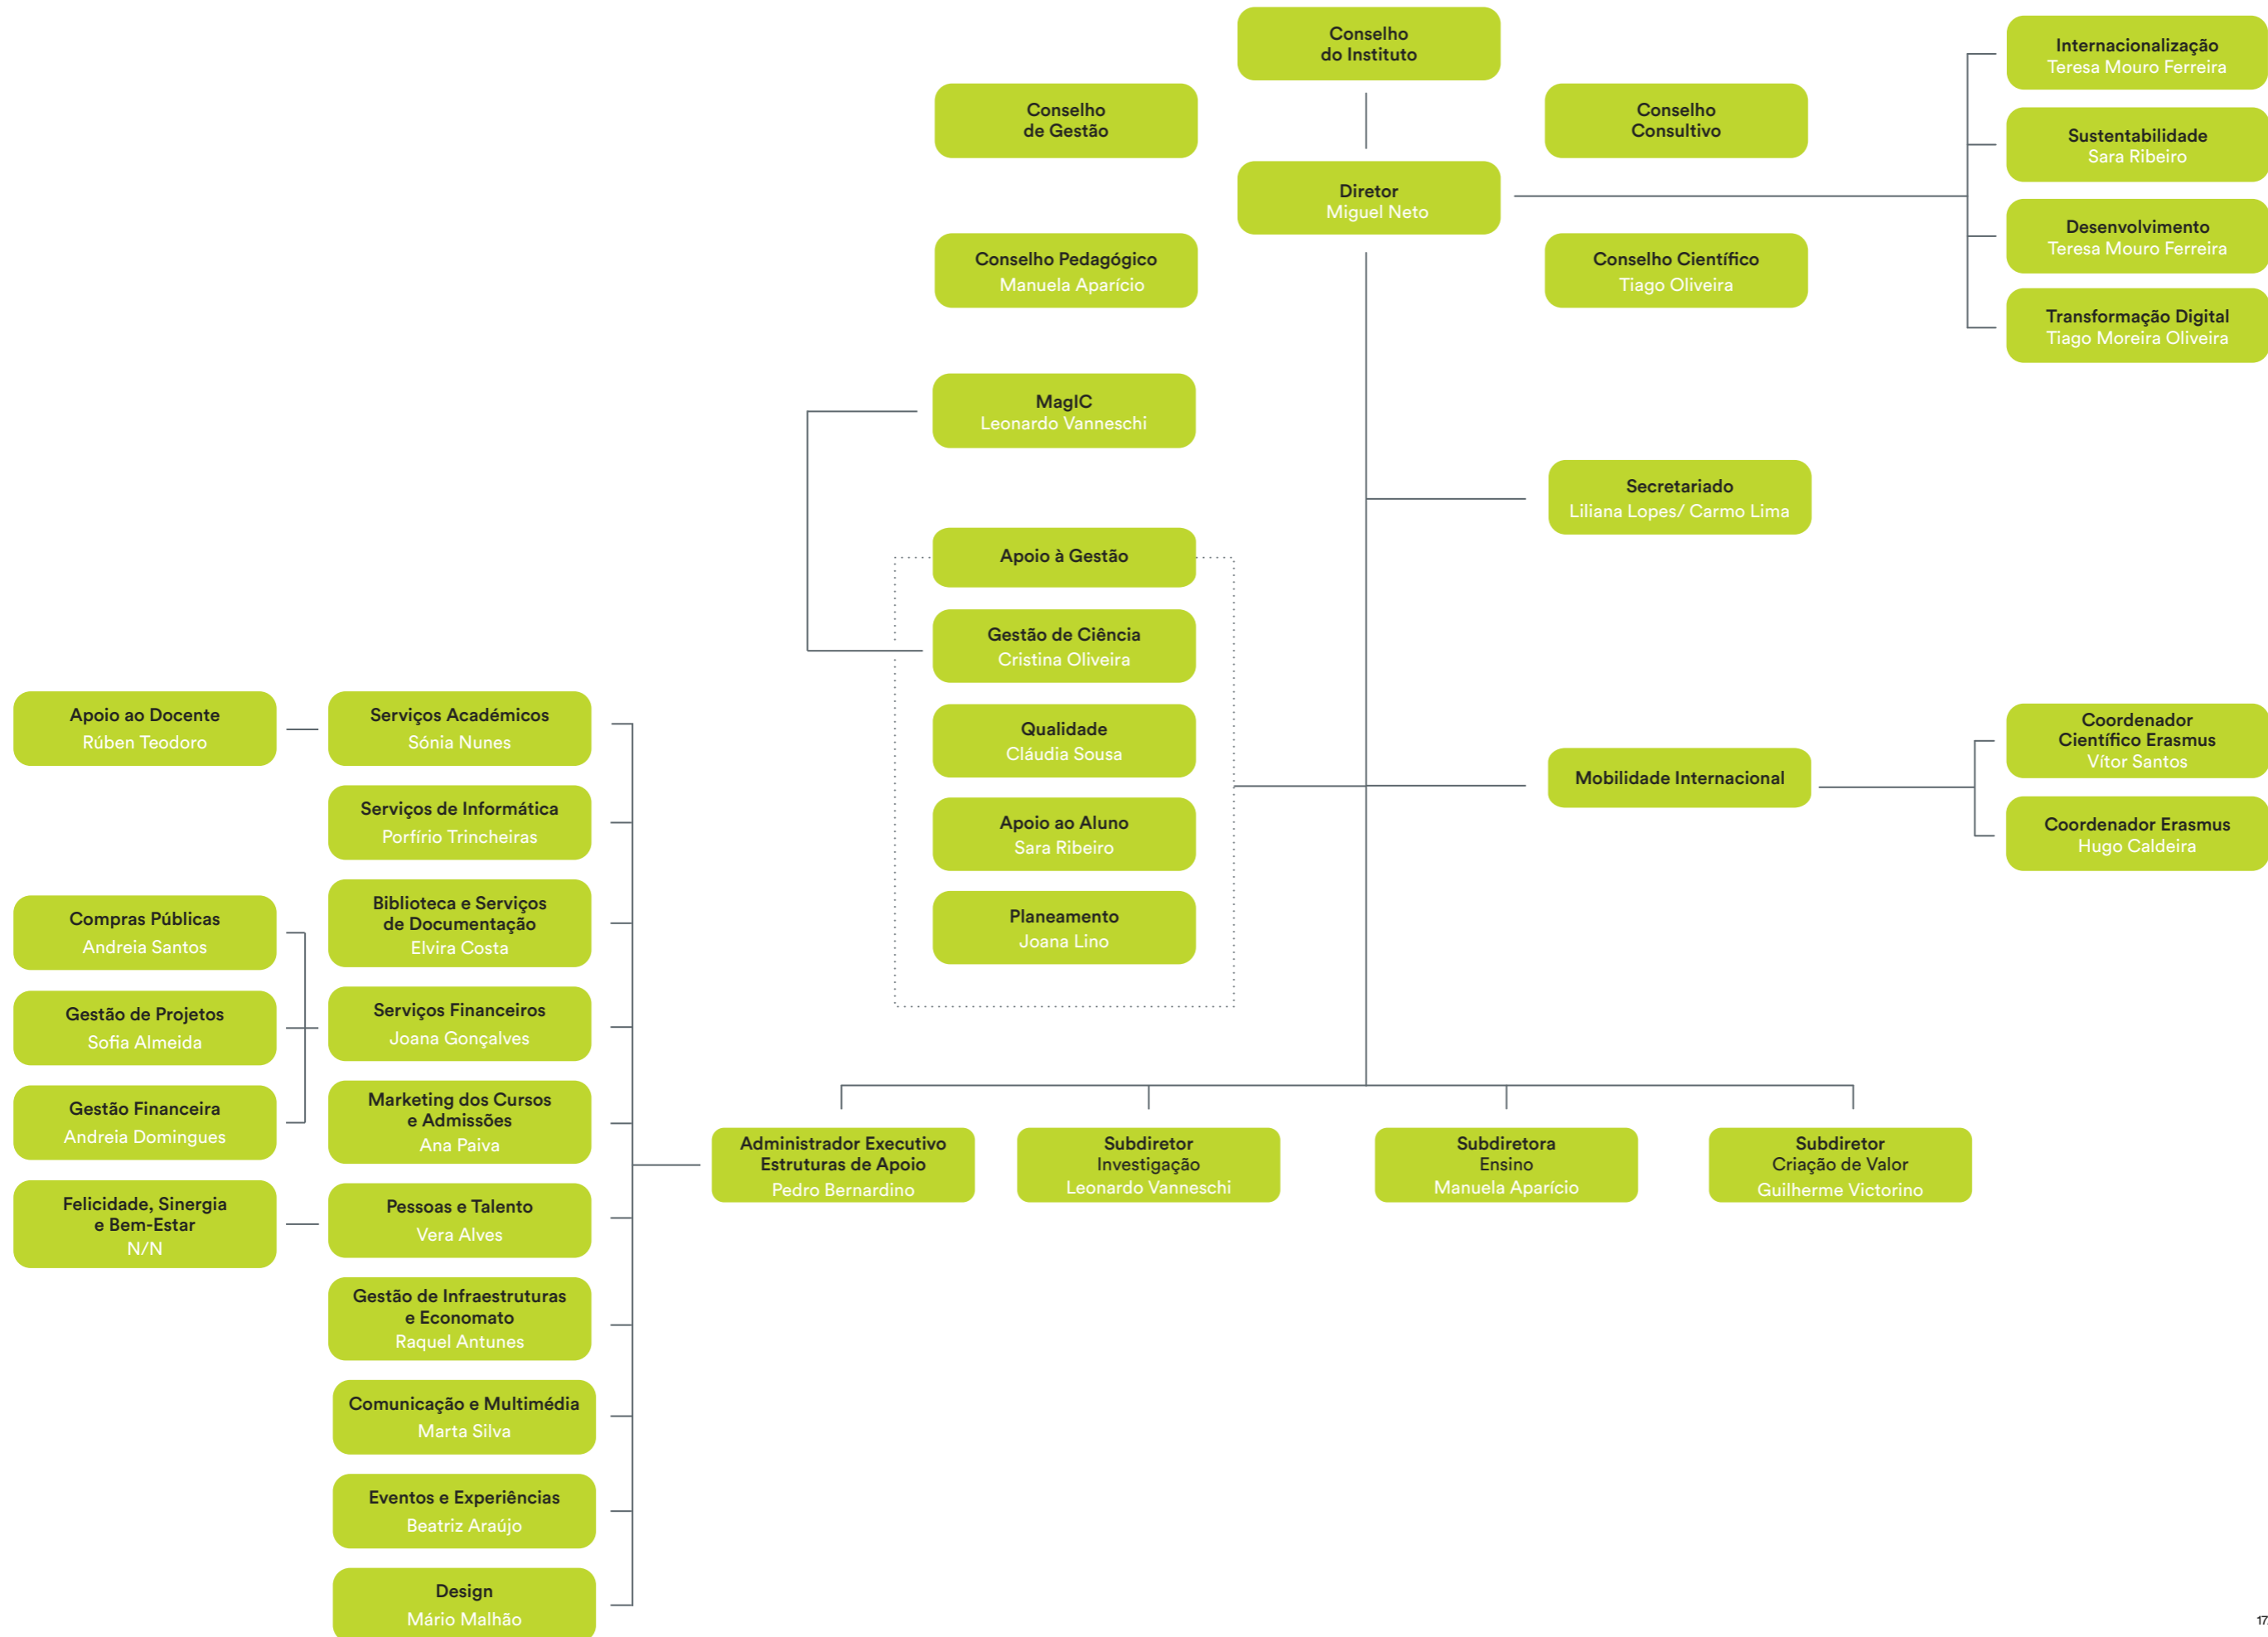 Conselho
do Instituto
Conselho
de Gestão
Conselho
Consultivo
Diretor
Miguel Neto
Conselho Pedagógico
Manuela Aparício
Conselho Científico
Tiago Oliveira
Internacionalização
Teresa Mouro Ferreira
Sustentabilidade
Sara Ribeiro
Desenvolvimento
Teresa Mouro Ferreira
Transformação Digital
Tiago Moreira Oliveira
MagIC
Leonardo Vanneschi
Secretariado
Liliana Lopes/ Carmo Lima
Apoio à Gestão
Gestão de Ciência
Cristina Oliveira
Qualidade
Cláudia Sousa
Apoio ao Aluno
Sara Ribeiro
Planeamento
Joana Lino
Mobilidade Internacional
Coordenador
Científico Erasmus
Vítor Santos
Coordenador Erasmus
Hugo Caldeira
Apoio ao Docente
Rúben Teodoro
Serviços Académicos
Sónia Nunes
Serviços de Informática
Porfírio Trincheiras
Biblioteca e Serviços
de Documentação
Elvira Costa
Compras Públicas
Andreia Santos
Gestão de Projetos
Sofia Almeida
Gestão Financeira
Andreia Domingues
Serviços Financeiros
Joana Gonçalves
Marketing dos Cursos
e Admissões
Ana Paiva
Felicidade, Sinergia
e Bem-Estar
N/N
Pessoas e Talento
Vera Alves
Gestão de Infraestruturas
e Economato
Raquel Antunes
Comunicação e Multimédia
Marta Silva
Eventos e Experiências
Beatriz Araújo
Design
Mário Malhão
Administrador Executivo
Estruturas de Apoio
Pedro Bernardino
Subdiretor
Investigação
Leonardo Vanneschi
Subdiretora
Ensino
Manuela Aparício
Subdiretor
Criação de Valor
Guilherme Victorino
17